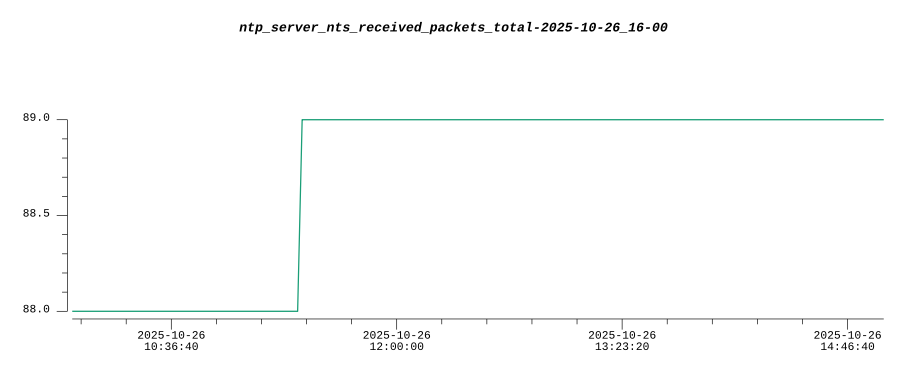 ntp_server_nts_received_packets_total-2025-10-26_16-00
89.0
88.5
88.0
2025-10-26 2025-10-26 2025-10-26 2025-10-26
10:36:40 12:00:00 13:23:20 14:46:40